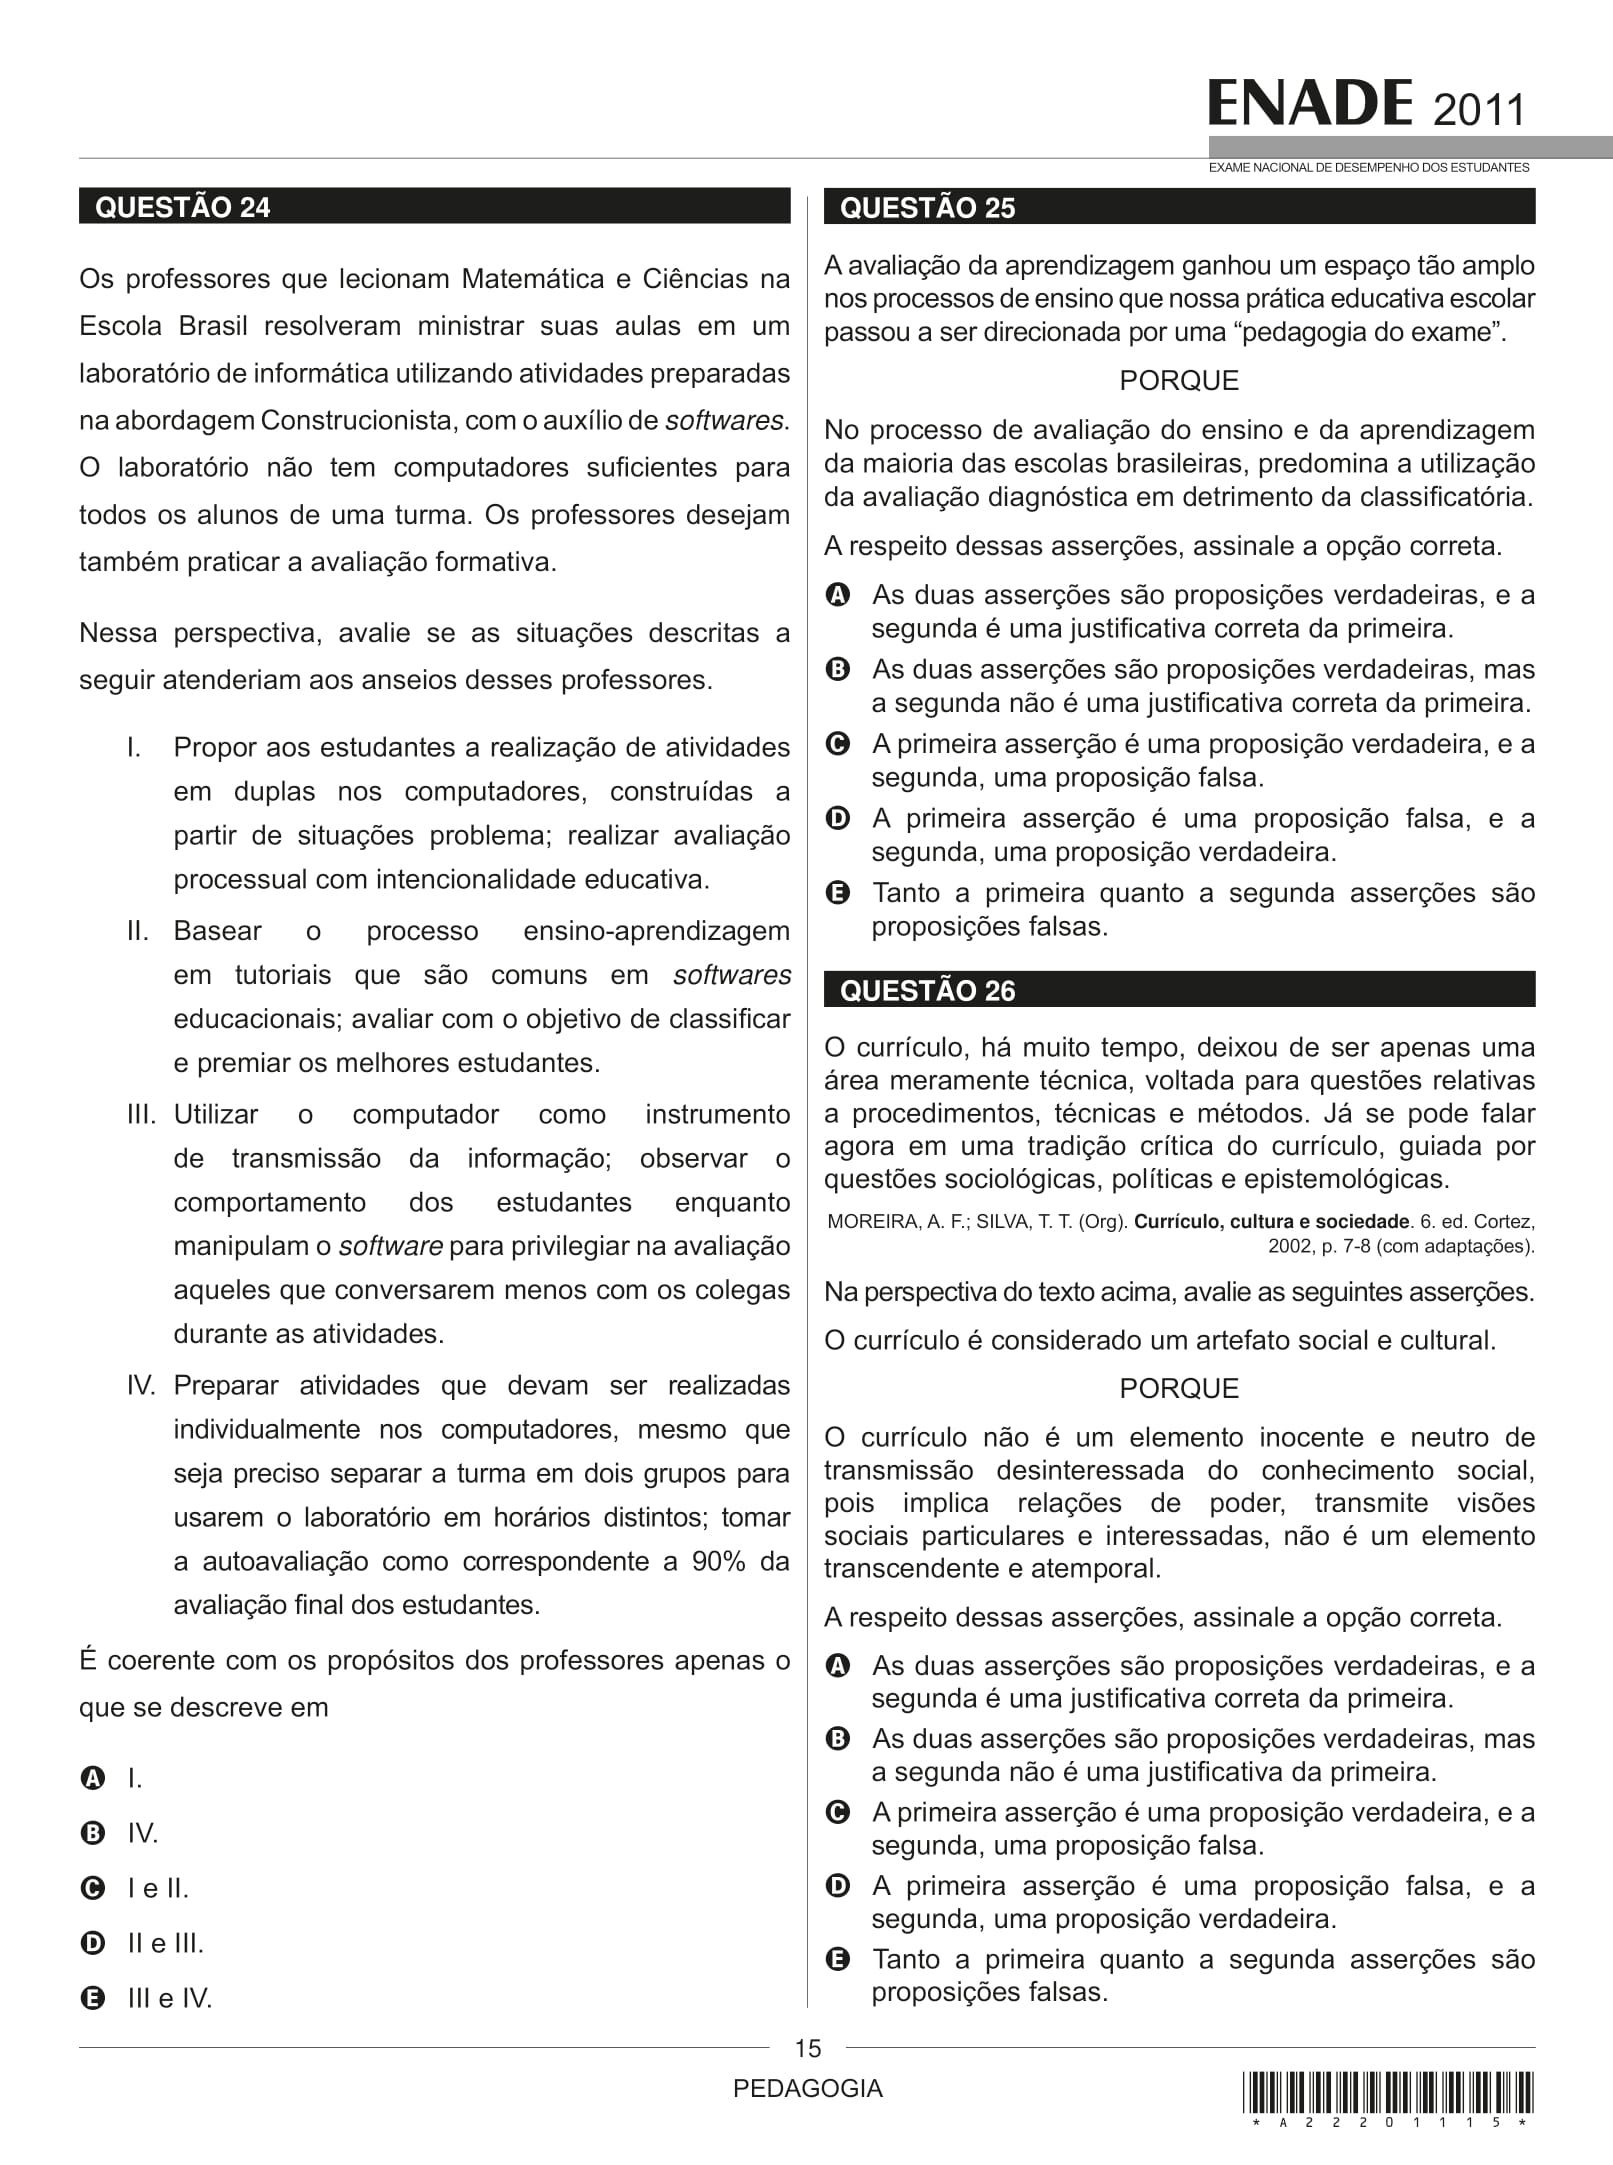 ENADE 2011
EXAME NACIONAL DE DESEMPENHO DOS ESTUDANTES
QUESTÃO 24
Os professores que lecionam Matemática e Ciências na
Escola Brasil resolveram ministrar suas aulas em um
laboratório de informática utilizando atividades preparadas
na abordagem Construcionista, com o auxílio de softwares.
O laboratório não tem computadores suficientes para
todos os alunos de uma turma. Os professores desejam
também praticar a avaliação formativa.
Nessa perspectiva, avalie se as situações descritas a
seguir atenderiam aos anseios desses professores.
I. Propor aos estudantes a realização de atividades
em duplas nos computadores, construídas a
partir de situações problema; realizar avaliação
processual com intencionalidade educativa.
II. Basear o processo ensino-aprendizagem
em tutoriais que são comuns em softwares
educacionais; avaliar com o objetivo de classificar
e premiar os melhores estudantes.
III. Utilizar o computador como instrumento
de transmissão da informação; observar o
comportamento dos estudantes enquanto
manipulam o software para privilegiar na avaliação
aqueles que conversarem menos com os colegas
durante as atividades.
IV. Preparar atividades que devam ser realizadas
individualmente nos computadores, mesmo que
seja preciso separar a turma em dois grupos para
usarem o laboratório em horários distintos; tomar
a autoavaliação como correspondente a 90% da
avaliação final dos estudantes.
É coerente com os propósitos dos professores apenas o
que se descreve em
A I.
B IV.
C I e II.
D II e III.
E III e IV.
QUESTÃO 25
A avaliação da aprendizagem ganhou um espaço tão amplo
nos processos de ensino que nossa prática educativa escolar
passou a ser direcionada por uma “pedagogia do exame”.
PORQUE
No processo de avaliação do ensino e da aprendizagem
da maioria das escolas brasileiras, predomina a utilização
da avaliação diagnóstica em detrimento da classificatória.
A respeito dessas asserções, assinale a opção correta.
A As duas asserções são proposições verdadeiras, e a
segunda é uma justificativa correta da primeira.
B As duas asserções são proposições verdadeiras, mas
a segunda não é uma justificativa correta da primeira.
C A primeira asserção é uma proposição verdadeira, e a
segunda, uma proposição falsa.
D A primeira asserção é uma proposição falsa, e a
segunda, uma proposição verdadeira.
E Tanto a primeira quanto a segunda asserções são
proposições falsas.
QUESTÃO 26
O currículo, há muito tempo, deixou de ser apenas uma
área meramente técnica, voltada para questões relativas
a procedimentos, técnicas e métodos. Já se pode falar
agora em uma tradição crítica do currículo, guiada por
questões sociológicas, políticas e epistemológicas.
MOREIRA, A. F.; SILVA, T. T. (Org). Currículo, cultura e sociedade. 6. ed. Cortez,
2002, p. 7-8 (com adaptações).
Na perspectiva do texto acima, avalie as seguintes asserções.
O currículo é considerado um artefato social e cultural.
PORQUE
O currículo não é um elemento inocente e neutro de
transmissão desinteressada do conhecimento social,
pois implica relações de poder, transmite visões
sociais particulares e interessadas, não é um elemento
transcendente e atemporal.
A respeito dessas asserções, assinale a opção correta.
A As duas asserções são proposições verdadeiras, e a
segunda é uma justificativa correta da primeira.
B As duas asserções são proposições verdadeiras, mas
a segunda não é uma justificativa da primeira.
C A primeira asserção é uma proposição verdadeira, e a
segunda, uma proposição falsa.
D A primeira asserção é uma proposição falsa, e a
segunda, uma proposição verdadeira.
E Tanto a primeira quanto a segunda asserções são
proposições falsas.
15
PEDAGOGIA
* A 2 2 2 0 1 1 1 5 *